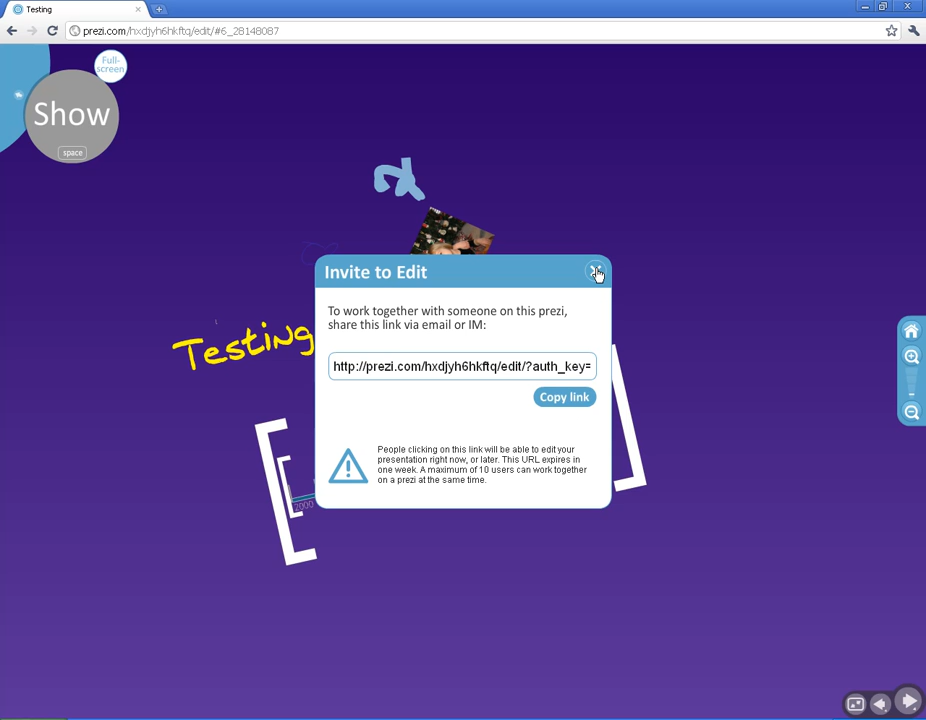 Testing
prezi.com/hxdjyh6hkftq/edit/#6_28148087
Full-
screen
Show
space
Invite to Edit
To work together with someone on this prezi,
share this link via email or IM:
Testing
http://prezi.com/hxdjyh6hkftq/edit/?auth_key=
Copy link
People clicking on this link will be able to edit your
presentation right now, or later. This URL expires in
one week. A maximum of 10 users can work together
on a prezi at the same time.
2000